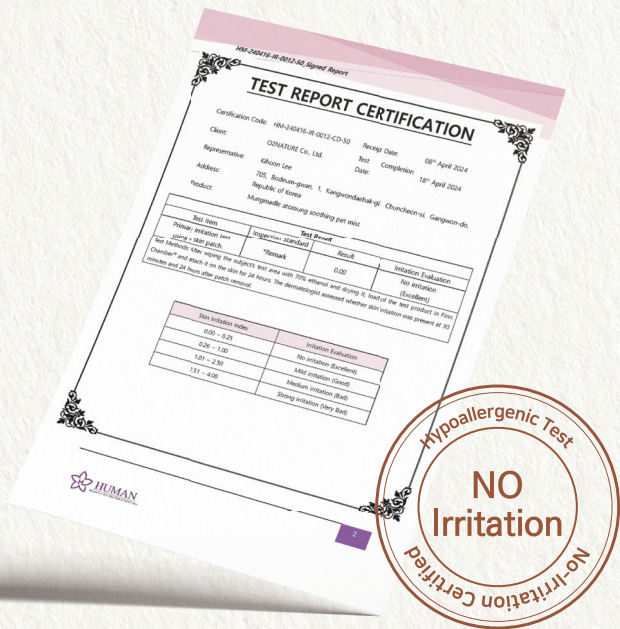 HM-240416-IR-0012-50_Signed Report
TEST REPORT CERTIFICATION
Certification Code: HM-240416-IR-0012-CD-50
Receipt Date: 08th April 2024
Client: OZNATURE Co., Ltd.
Test Completion Date: 18th April 2024
Representative: Kihoon Lee
Address: 705, Bodeum-gwan, 1, Kangwondaehak-gil, Chuncheon-si, Gangwon-do,
Republic of Korea
Product: Mungmadle atomung soothing pet mist
Test Report
Test Item
Inspection standard
Result
Irritation Evaluation
Primary irritation test
using a skin patch.
*Remark
0.00
No irritation
(Excellent)
Test Methods: After wiping the subject's test area with 70% ethanol and drying it, load of the test product in Finn
Chamber® and attach it on the skin for 24 hours. The dermatologist assessed whether skin irritation was present at 30
minutes and 24 hours after patch removal.
Skin Irritation Index
Irritation Evaluation
0.00 ~ 0.25
No irritation (Excellent)
0.26 ~ 1.00
Mild irritation (Good)
1.01 ~ 2.50
Medium irritation (Bad)
1.51 ~ 4.00
Strong irritation (Very Bad)
HUMAN
2
Hypoallergenic Test
NO
Irritation
No-Irritation Certified